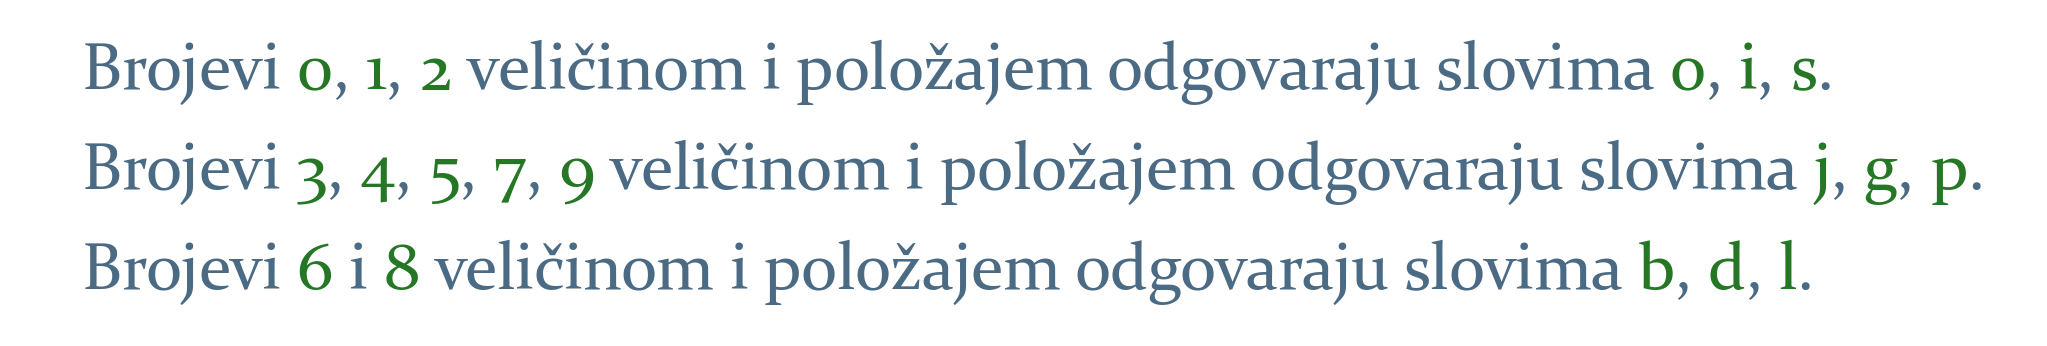 Brojevi 0, 1, 2 veličinom i položajem odgovaraju slovima o, i, s.
Brojevi 3, 4, 5, 7, 9 veličinom i položajem odgovaraju slovima j, g, p.
Brojevi 6 i 8 veličinom i položajem odgovaraju slovima b, d, l.